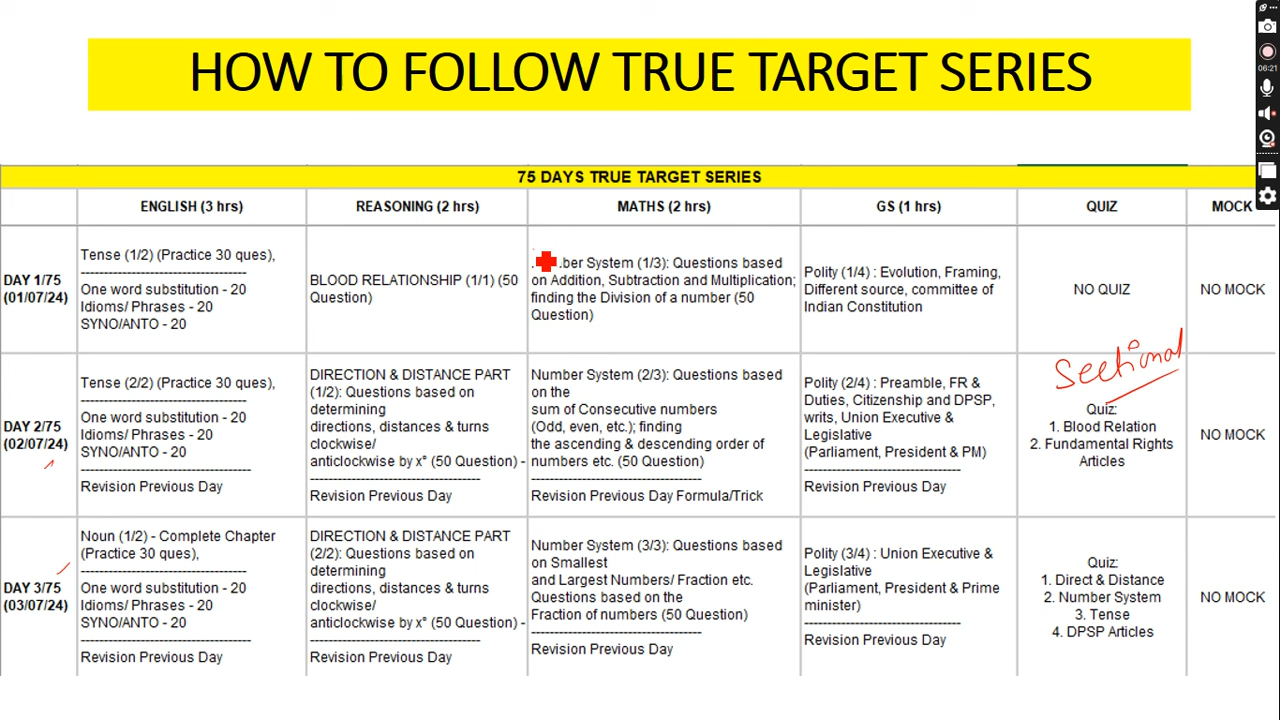 HOW TO FOLLOW TRUE TARGET SERIES
06:21
75 DAYS TRUE TARGET SERIES
ENGLISH (3 hrs)
REASONING (2 hrs)
MATHS (2 hrs)
GS (1 hrs)
QUIZ
MOCK
DAY 1/75
(01/07/24)
Tense (1/2) (Practice 30 ques),
--------------------------------------
One word substitution - 20
Idioms/ Phrases - 20
SYNO/ANTO - 20
BLOOD RELATIONSHIP (1/1) (50
Question)
ber System (1/3): Questions based
on Addition, Subtraction and Multiplication;
finding the Division of a number (50
Question)
Polity (1/4) : Evolution, Framing,
Different source, committee of
Indian Constitution
NO QUIZ
NO MOCK
DAY 2/75
(02/07/24)
Tense (2/2) (Practice 30 ques),
--------------------------------------
One word substitution - 20
Idioms/ Phrases - 20
SYNO/ANTO - 20
---------------------------------------
Revision Previous Day
DIRECTION & DISTANCE PART
(1/2): Questions based on
determining
directions, distances & turns
clockwise/
anticlockwise by x° (50 Question) -
---------------------------------------
Revision Previous Day
Number System (2/3): Questions based
on the
sum of Consecutive numbers
(Odd, even, etc.); finding
the ascending & descending order of
numbers etc. (50 Question)
---------------------------------------
Revision Previous Day Formula/Trick
Polity (2/4) : Preamble, FR &
Duties, Citizenship and DPSP,
writs, Union Executive &
Legislative
(Parliament, President & PM)
------------------------------------
Revision Previous Day
Sectional
Quiz:
1. Blood Relation
2. Fundamental Rights
Articles
NO MOCK
DAY 3/75
(03/07/24)
Noun (1/2) - Complete Chapter
(Practice 30 ques),
--------------------------------------
One word substitution - 20
Idioms/ Phrases - 20
SYNO/ANTO - 20
---------------------------------------
Revision Previous Day
DIRECTION & DISTANCE PART
(2/2): Questions based on
determining
directions, distances & turns
clockwise/
anticlockwise by x° (50 Question) -
---------------------------------------
Revision Previous Day
Number System (3/3): Questions based
on Smallest
and Largest Numbers/ Fraction etc.
Questions based on the
Fraction of numbers (50 Question)
---------------------------------------
Revision Previous Day
Polity (3/4) : Union Executive &
Legislative
(Parliament, President & Prime
minister)
------------------------------------
Revision Previous Day
Quiz:
1. Direct & Distance
2. Number System
3. Tense
4. DPSP Articles
NO MOCK